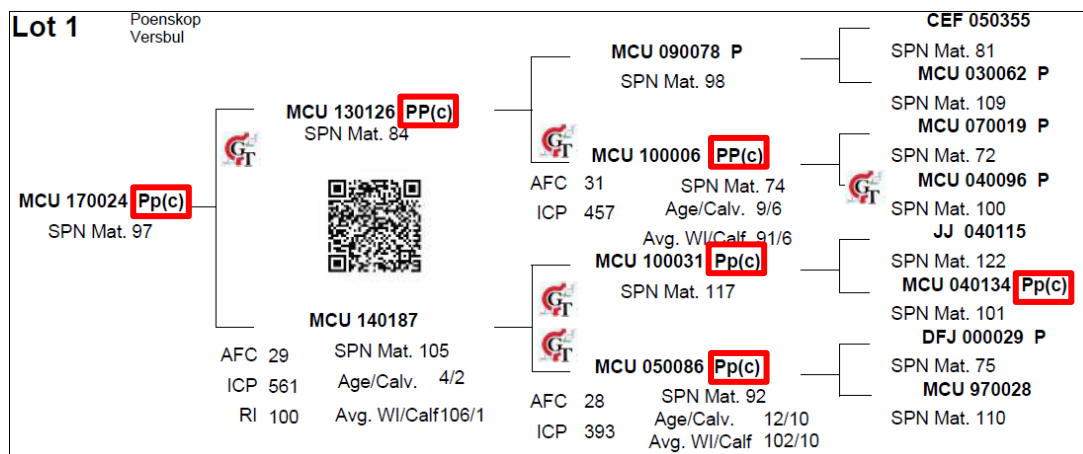 Lot 1
Poenskop
Versbul
CEF 050355
SPN Mat. 81
MCU 090078 P
SPN Mat. 98
MCU 030062 P
SPN Mat. 109
MCU 130126 PP(c)
SPN Mat. 84
GT
MCU 070019 P
SPN Mat. 72
GT
MCU 100006 PP(c)
AFC 31
SPN Mat. 74
ICP 457
Age/Calv. 9/6
Avg. WI/Calf 91/6
MCU 040096 P
GT
SPN Mat. 100
MCU 170024 Pp(c)
SPN Mat. 97
JJ 040115
SPN Mat. 122
MCU 100031 Pp(c)
SPN Mat. 117
GT
MCU 040134 Pp(c)
SPN Mat. 101
MCU 140187
AFC 29
SPN Mat. 105
ICP 561
Age/Calv. 4/2
RI 100
Avg. WI/Calf 106/1
GT
DFJ 000029 P
SPN Mat. 75
MCU 050086 Pp(c)
AFC 28
SPN Mat. 92
Age/Calv. 12/10
ICP 393
Avg. WI/Calf 102/10
MCU 970028
SPN Mat. 110